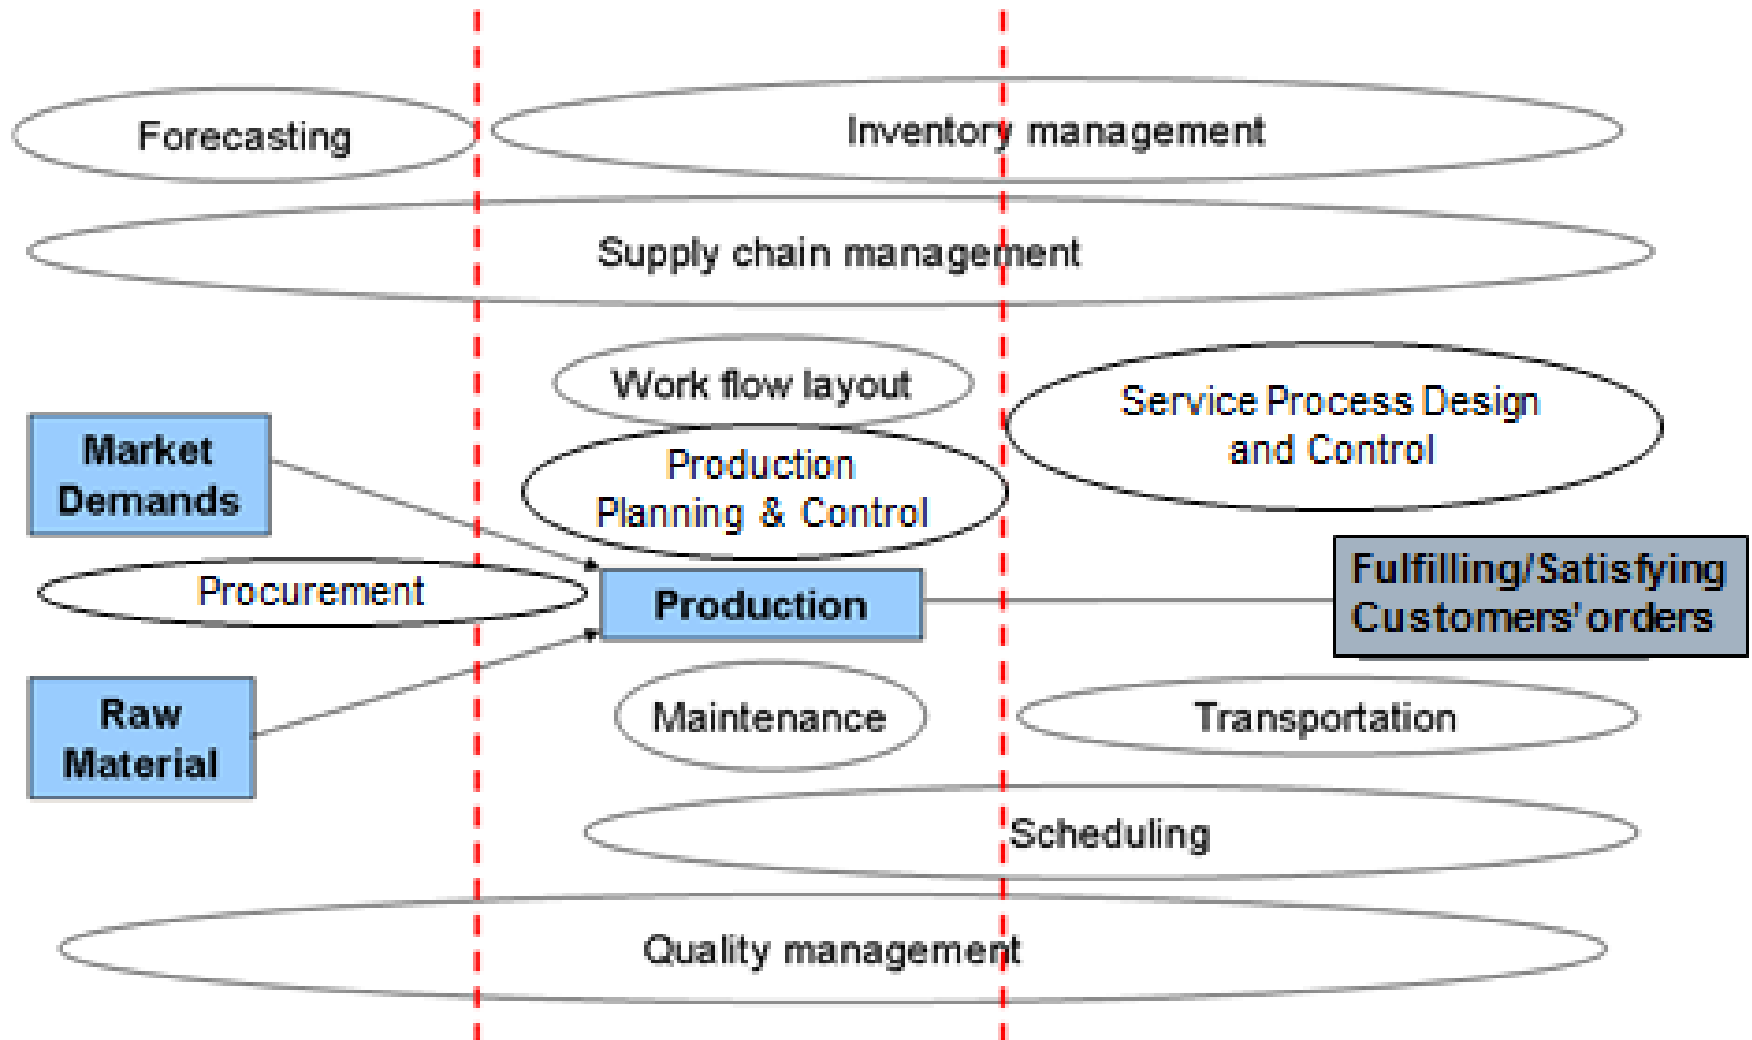 Forecasting
Inventory management
Supply chain management
Work flow layout
Service Process Design
and Control
Market
Demands
Production
Planning & Control
Procurement
Production
Fulfilling/Satisfying
Customers' orders
Raw
Material
Maintenance
Transportation
Scheduling
Quality management